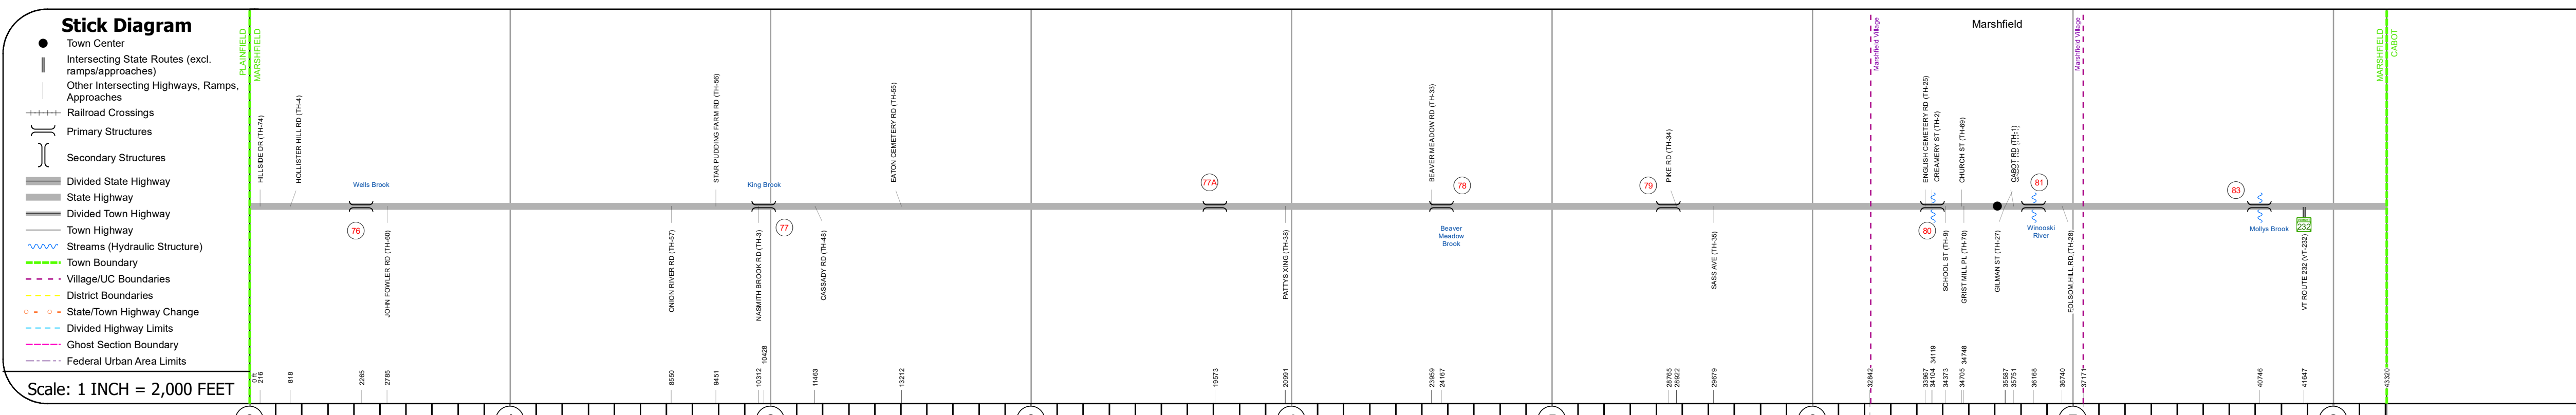 Stick Diagram
Town Center
Intersecting State Routes (excl.
ramps/approaches)
Other Intersecting Highways, Ramps,
Approaches
Railroad Crossings
Primary Structures
Secondary Structures
Divided State Highway
State Highway
Divided Town Highway
Town Highway
Streams (Hydraulic Structure)
Town Boundary
Village/UC Boundaries
District Boundaries
State/Town Highway Change
Divided Highway Limits
Ghost Section Boundary
Federal Urban Area Limits
Scale: 1 INCH = 2,000 FEET
PLAINFIELD
MARSHFIELD
HILLSIDE DR (TH-74)
HOLLISTER HILL RD (TH-4)
Wells Brook
76
JOHN FOWLER RD (TH-60)
ONION RIVER RD (TH-57)
STAR PUDDING FARM RD (TH-56)
King Brook
77
NASMITH BROOK RD (TH-3)
CASSADY RD (TH-48)
EATON CEMETERY RD (TH-55)
77A
PATTYS XING (TH-38)
BEAVER MEADOW RD (TH-33)
78
Beaver
Meadow
Brook
79
PIKE RD (TH-34)
SASS AVE (TH-35)
Marshfield Village
Marshfield
ENGLISH CEMETERY RD (TH-25)
CREAMERY ST (TH-2)
80
SCHOOL ST (TH-9)
CHURCH ST (TH-69)
GRIST MILL PL (TH-70)
GILMAN ST (TH-27)
CABOT RD (TH-1)
81
Winooski
River
FOLSOM HILL RD (TH-28)
Marshfield Village
83
Mollys Brook
232
VT ROUTE 232 (VT-232)
MARSHFIELD
CABOT
0 ft
216
818
2265
2785
8550
9451
10312
10428
11463
13212
19573
20991
23959
24167
28765
28922
29679
32842
33967
34104
34119
34373
34705
34748
35587
35751
36168
36740
37171
40746
41647
43320